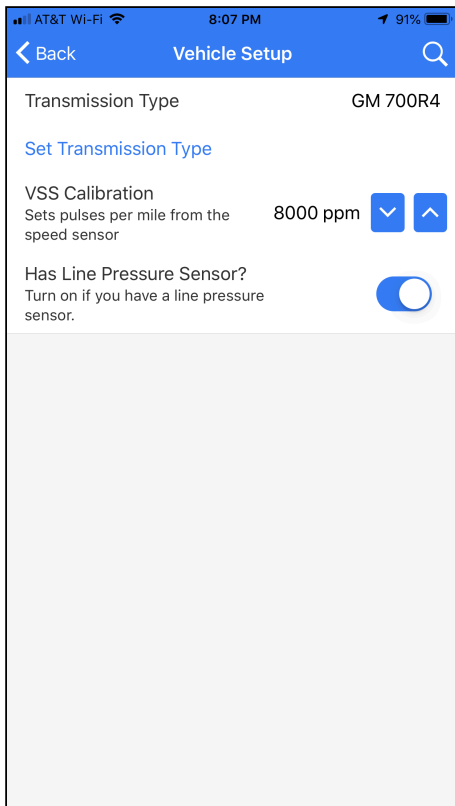 AT&T Wi-Fi 8:07 PM 91%
Back Vehicle Setup
Transmission Type GM 700R4
Set Transmission Type
VSS Calibration
Sets pulses per mile from the
speed sensor
8000 ppm
Has Line Pressure Sensor?
Turn on if you have a line pressure
sensor.